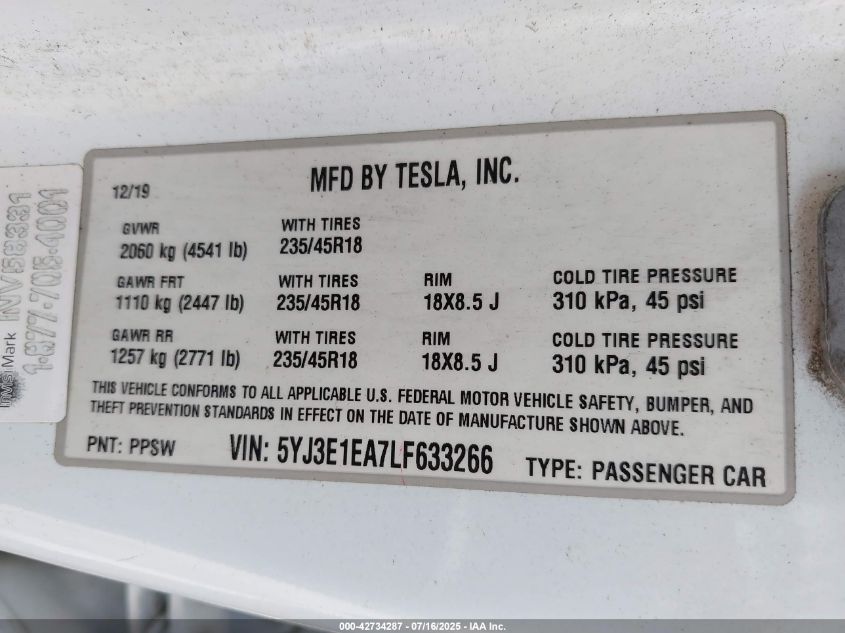 MFD BY TESLA, INC.
12/19
GVWR
2060 kg (4541 lb)
WITH TIRES
235/45R18
GAWR FRT
1110 kg (2447 lb)
WITH TIRES
235/45R18
RIM
18X8.5 J
COLD TIRE PRESSURE
310 kPa, 45 psi
GAWR RR
1257 kg (2771 lb)
WITH TIRES
235/45R18
RIM
18X8.5 J
COLD TIRE PRESSURE
310 kPa, 45 psi
THIS VEHICLE CONFORMS TO ALL APPLICABLE U.S. FEDERAL MOTOR VEHICLE SAFETY, BUMPER, AND
THEFT PREVENTION STANDARDS IN EFFECT ON THE DATE OF MANUFACTURE SHOWN ABOVE.
PNT: PPSW
VIN: 5YJ3E1EA7LF633266
TYPE: PASSENGER CAR
Mark
000-42734287 - 07/16/2025 - IAA Inc.